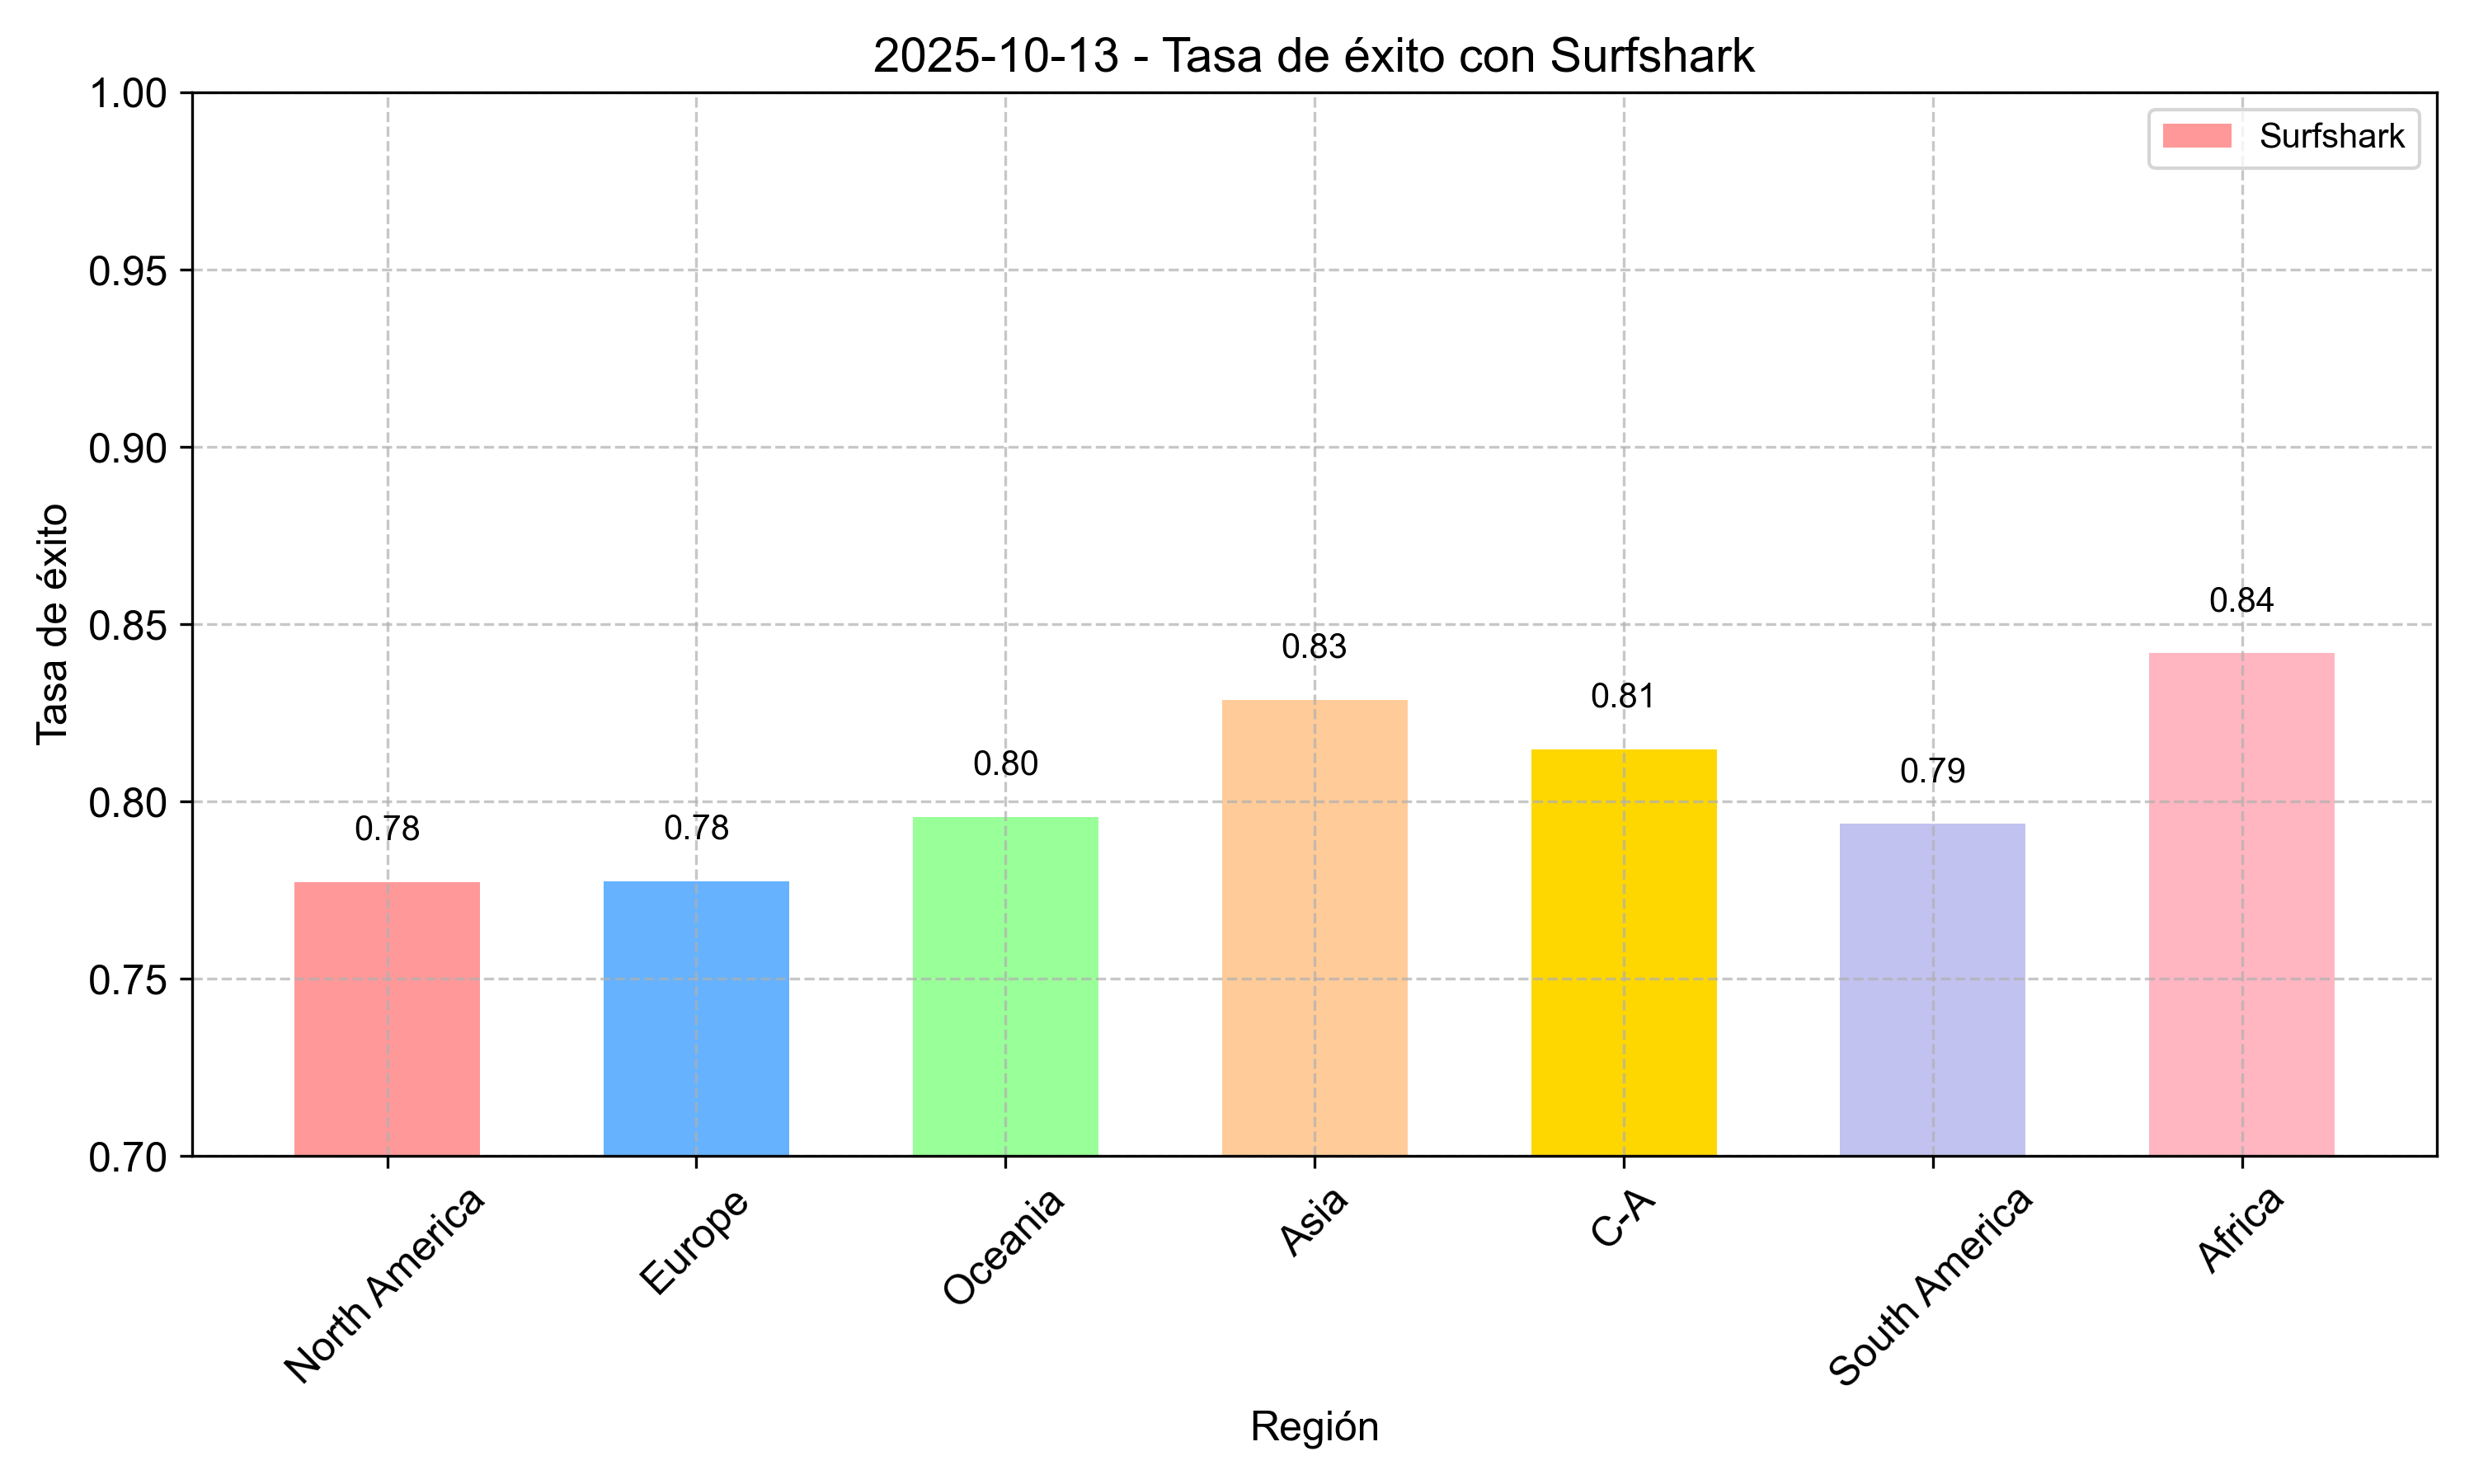 2025-10-13 - Tasa de éxito con Surfshark
Surfshark
Tasa de éxito
1.00
0.95
0.90
0.85
0.80
0.75
0.70
0.78
0.78
0.80
0.83
0.81
0.79
0.84
North America
Europe
Oceania
Asia
C-A
South America
Africa
Región